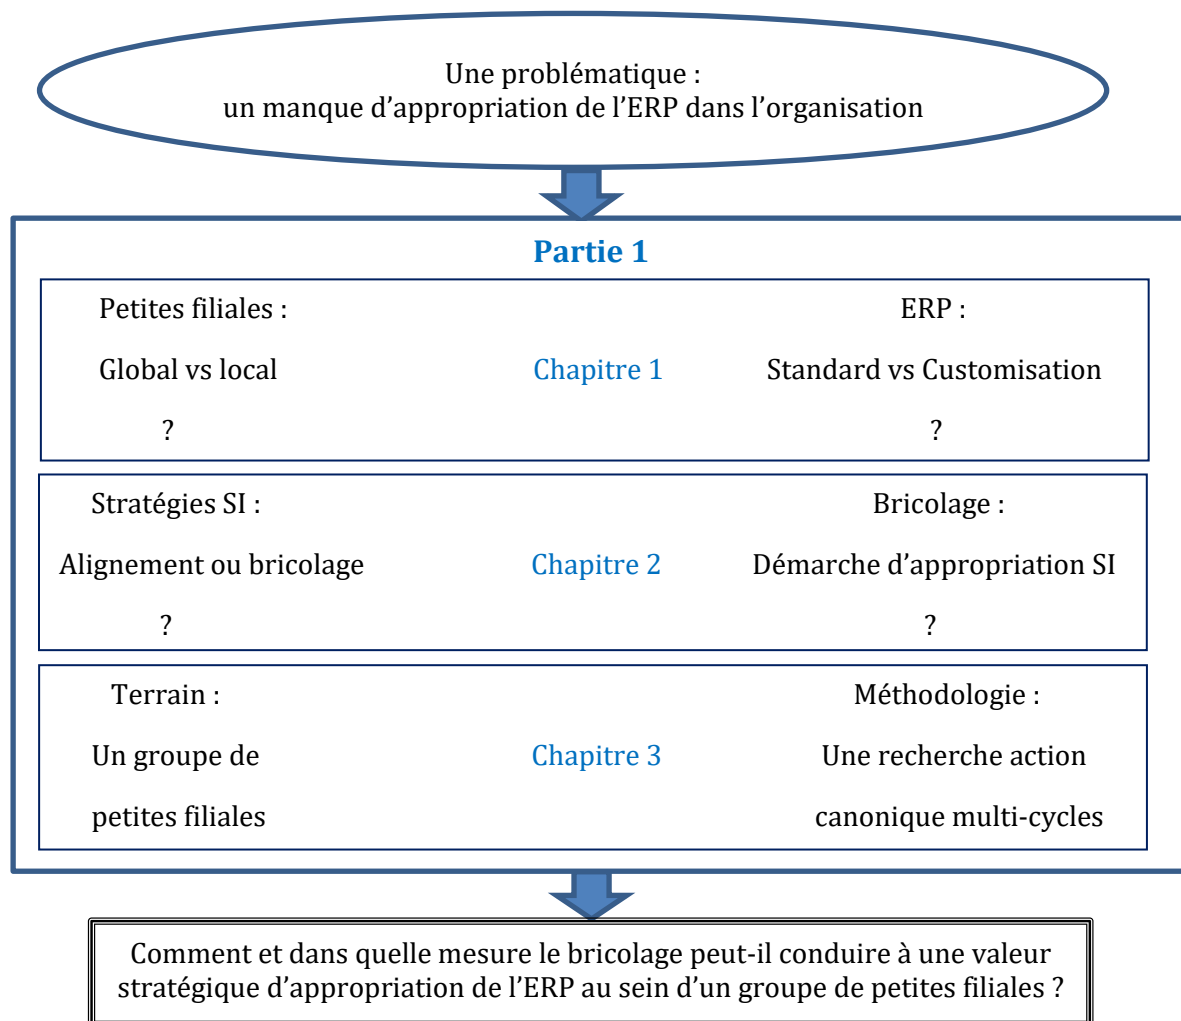 Une problématique :
un manque d’appropriation de l’ERP dans l’organisation
Partie 1
Petites filiales :
Global vs local
?
Chapitre 1
ERP :
Standard vs Customisation
?
Stratégies SI :
Alignement ou bricolage
?
Chapitre 2
Bricolage :
Démarche d’appropriation SI
?
Terrain :
Un groupe de
petites filiales
Chapitre 3
Méthodologie :
Une recherche action
canonique multi-cycles
Comment et dans quelle mesure le bricolage peut-il conduire à une valeur
stratégique d’appropriation de l’ERP au sein d’un groupe de petites filiales ?